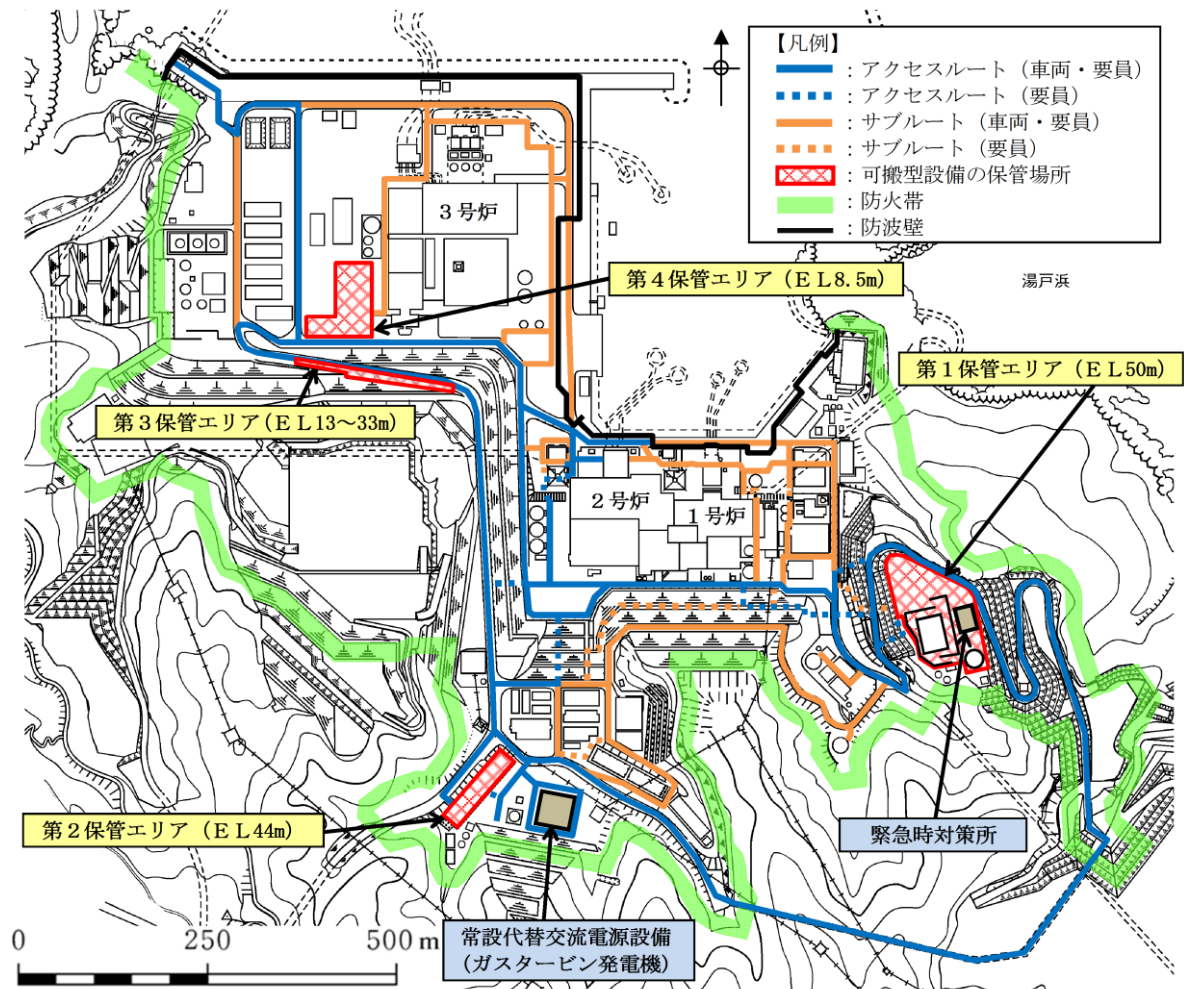 【凡例】
：アクセスルート（車両・要員）
：アクセスルート（要員）
：サブルート（車両・要員）
：サブルート（要員）
：可搬型設備の保管場所
：防火帯
：防波壁
3号炉
第4保管エリア（EL8.5m）
湯戸浜
第1保管エリア（EL50m）
第3保管エリア（EL13～33m）
2号炉
1号炉
第2保管エリア（EL44m）
緊急時対策所
常設代替交流電源設備
（ガスタービン発電機）
0 250 500 m